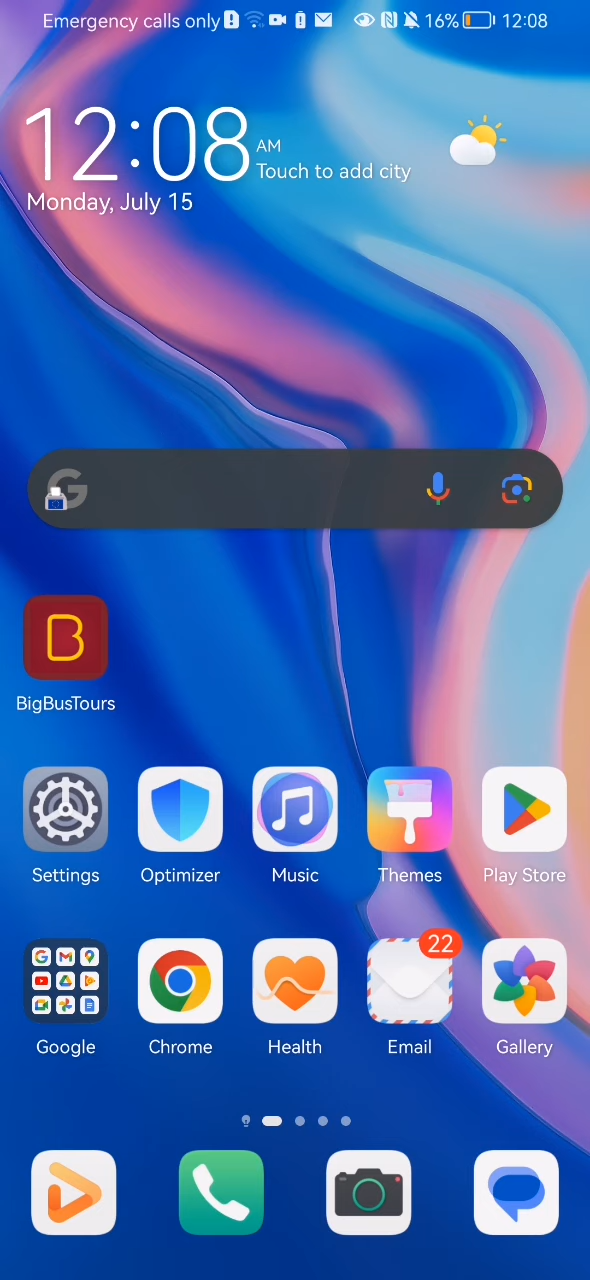 Emergency calls only 16% 12:08
12:08 AM
Touch to add city
Monday, July 15
BigBusTours
Settings Optimizer Music Themes Play Store
22
Google Chrome Health Email Gallery